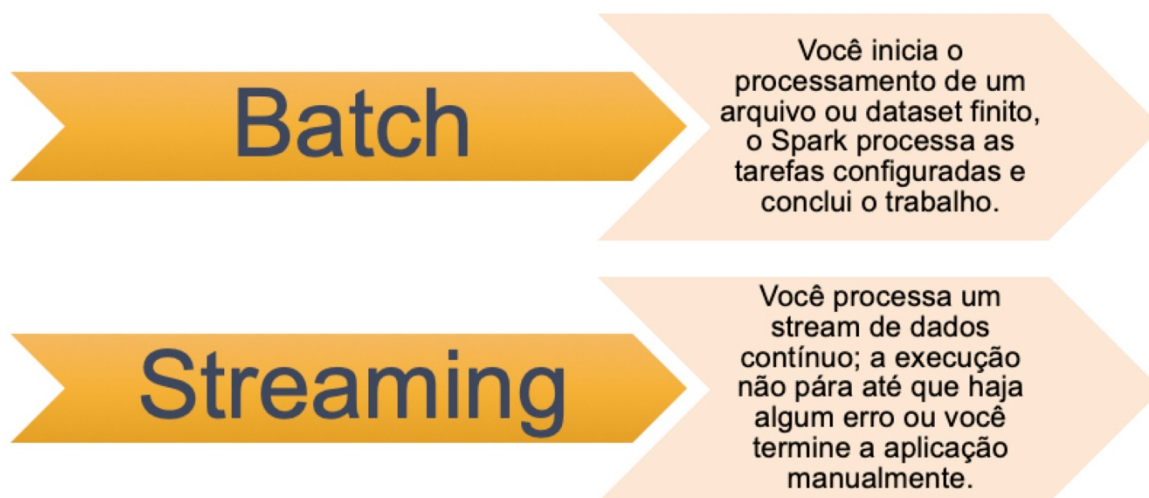 Batch
Você inicia o
processamento de um
arquivo ou dataset finito,
o Spark processa as
tarefas configuradas e
conclui o trabalho.
Streaming
Você processa um
stream de dados
contínuo; a execução
não pára até que haja
algum erro ou você
termine a aplicação
manualmente.